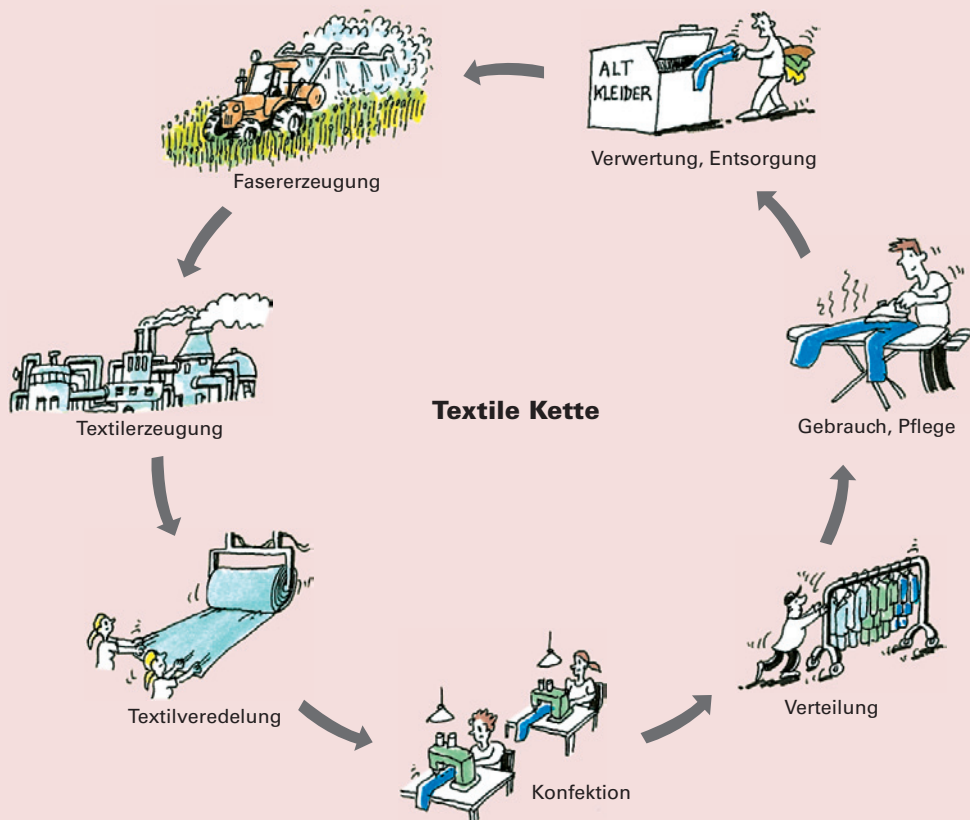 ALT
KLEIDER
Verwertung, Entsorgung
Fasererzeugung
Textilerzeugung
Textile Kette
Gebrauch, Pflege
Textilveredelung
Verteilung
Konfektion